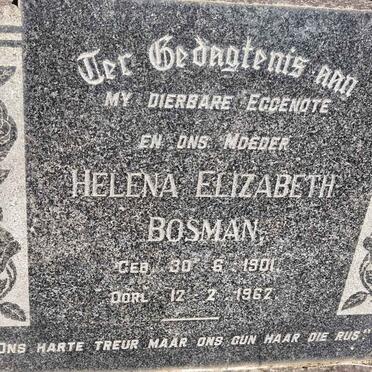 Ter Gedagtenis aan
MY DIERBARE EGGENOTE
EN ONS MOEDER
HELENA ELIZABETH
BOSMAN,
GEB. 30 6 1901.
OORL 12 2 1967.
ONS HARTE TREUR MAAR ONS GUN HAAR DIE RUS"